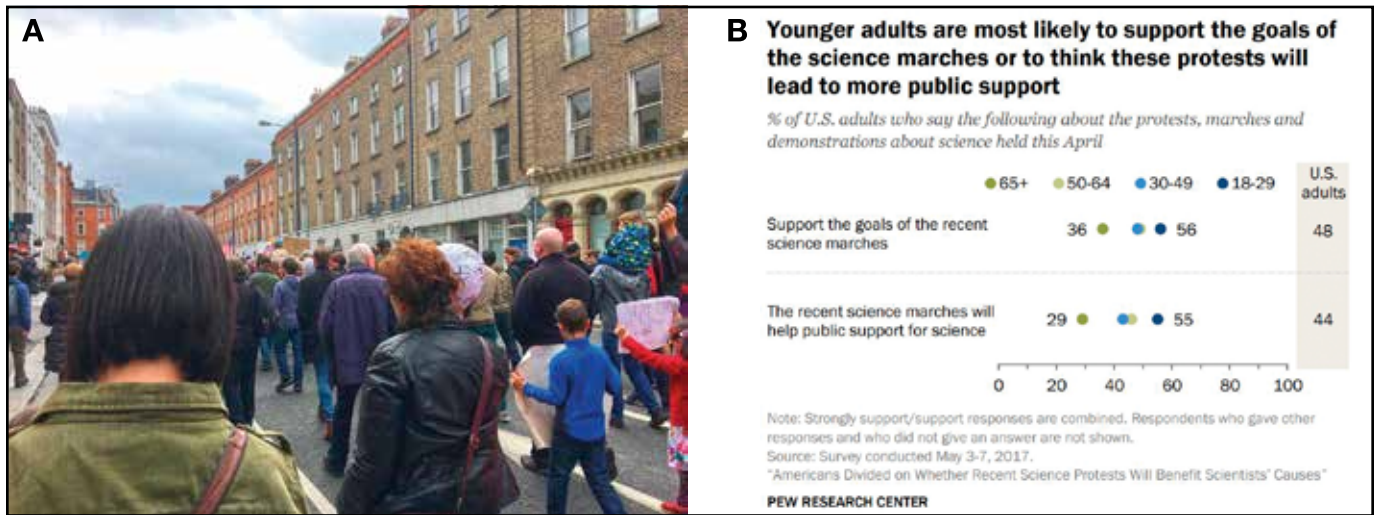 A
B
Younger adults are most likely to support the goals of
the science marches or to think these protests will
lead to more public support
% of U.S. adults who say the following about the protests, marches and
demonstrations about science held this April
65+ 50-64 30-49 18-29
U.S.
adults
Support the goals of the recent
science marches
36 56 48
The recent science marches will
help public support for science
29 55 44
0 20 40 60 80 100
Note: Strongly support/support responses are combined. Respondents who gave other
responses and who did not give an answer are not shown.
Source: Survey conducted May 3-7, 2017.
"Americans Divided on Whether Recent Science Protests Will Benefit Scientists' Causes"
PEW RESEARCH CENTER